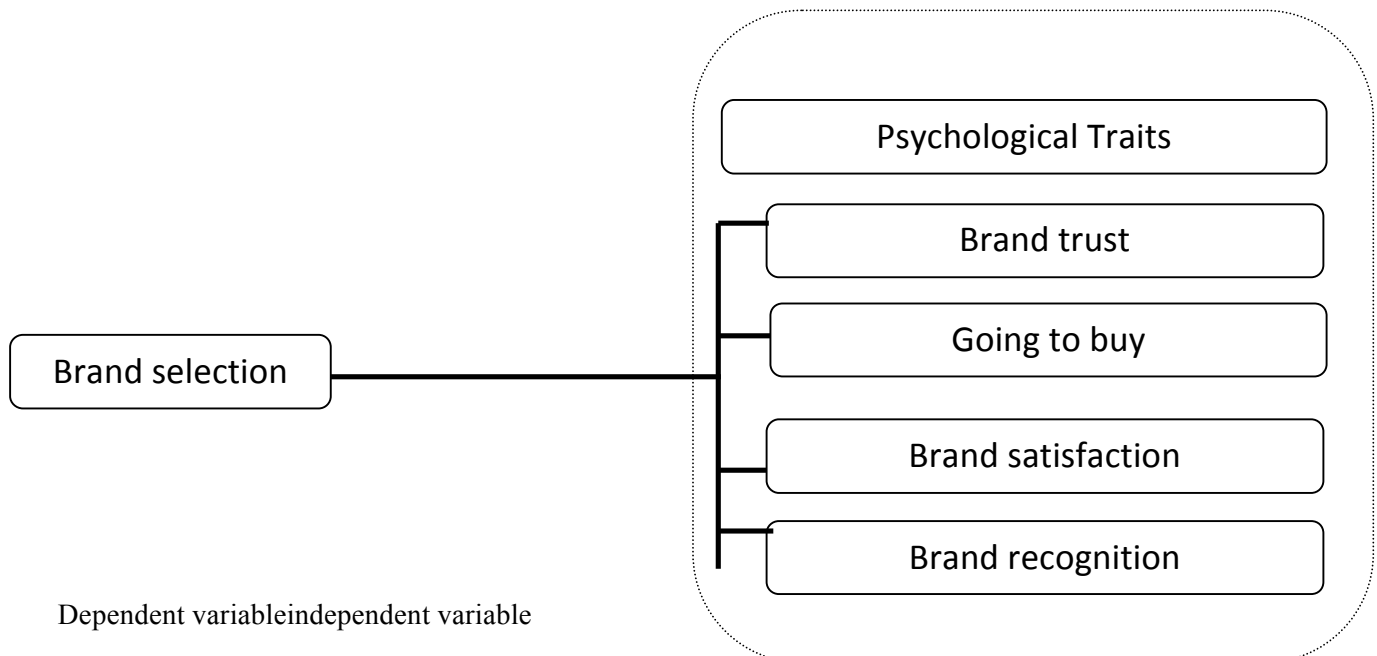 Psychological Traits
Brand trust
Going to buy
Brand selection
Brand satisfaction
Brand recognition
Dependent variableindependent variable